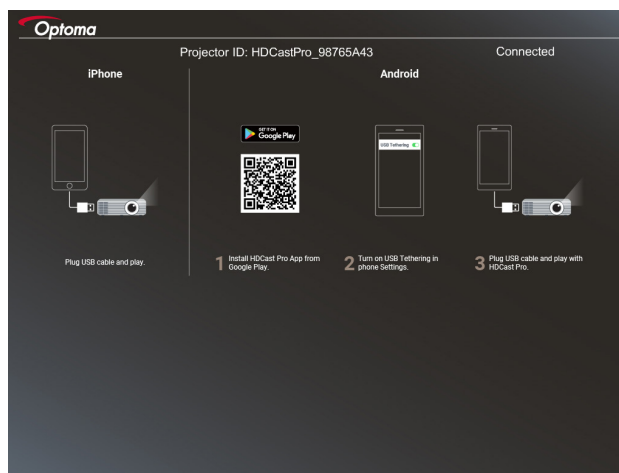 Optoma
Projector ID: HDCastPro_98765A43
Connected
iPhone
Android
GET IT ON
Google Play
USB Tethering
Plug USB cable and play.
1 Install HDCast Pro App from
Google Play.
2 Turn on USB Tethering in
phone Settings.
3 Plug USB cable and play with
HDCast Pro.